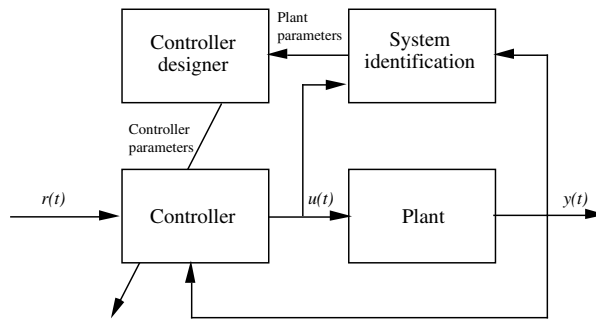 Controller
designer
Plant
parameters
System
identification
Controller
parameters
r(t)
Controller
u(t)
Plant
y(t)